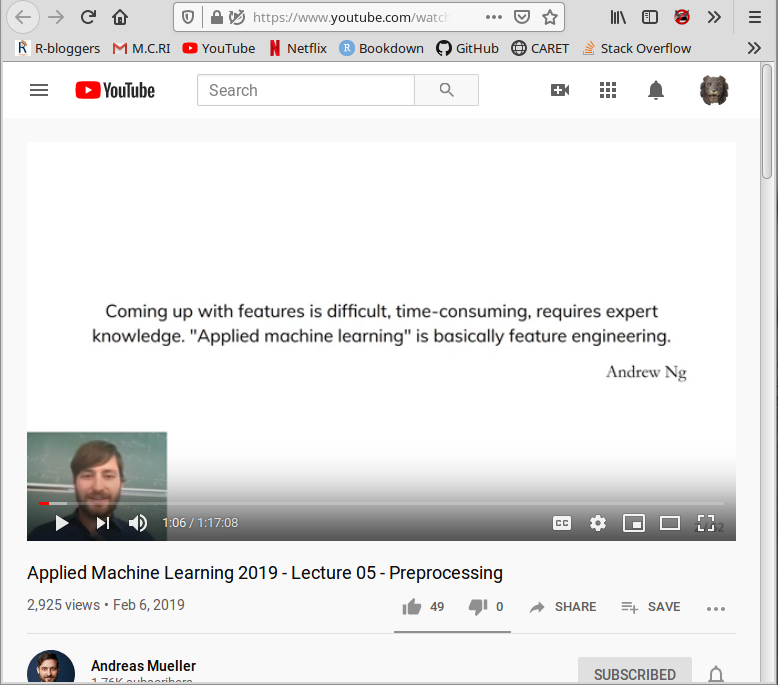 https://www.youtube.com/watch
R-bloggers M.C.RI YouTube Netflix Bookdown GitHub CARET Stack Overflow
YouTube Search
Coming up with features is difficult, time-consuming, requires expert
knowledge. "Applied machine learning" is basically feature engineering.
Andrew Ng
1:06 / 1:17:08 CC
Applied Machine Learning 2019 - Lecture 05 - Preprocessing
2,925 views • Feb 6, 2019 49 0 SHARE SAVE
Andreas Mueller
1.76K subscribers SUBSCRIBED